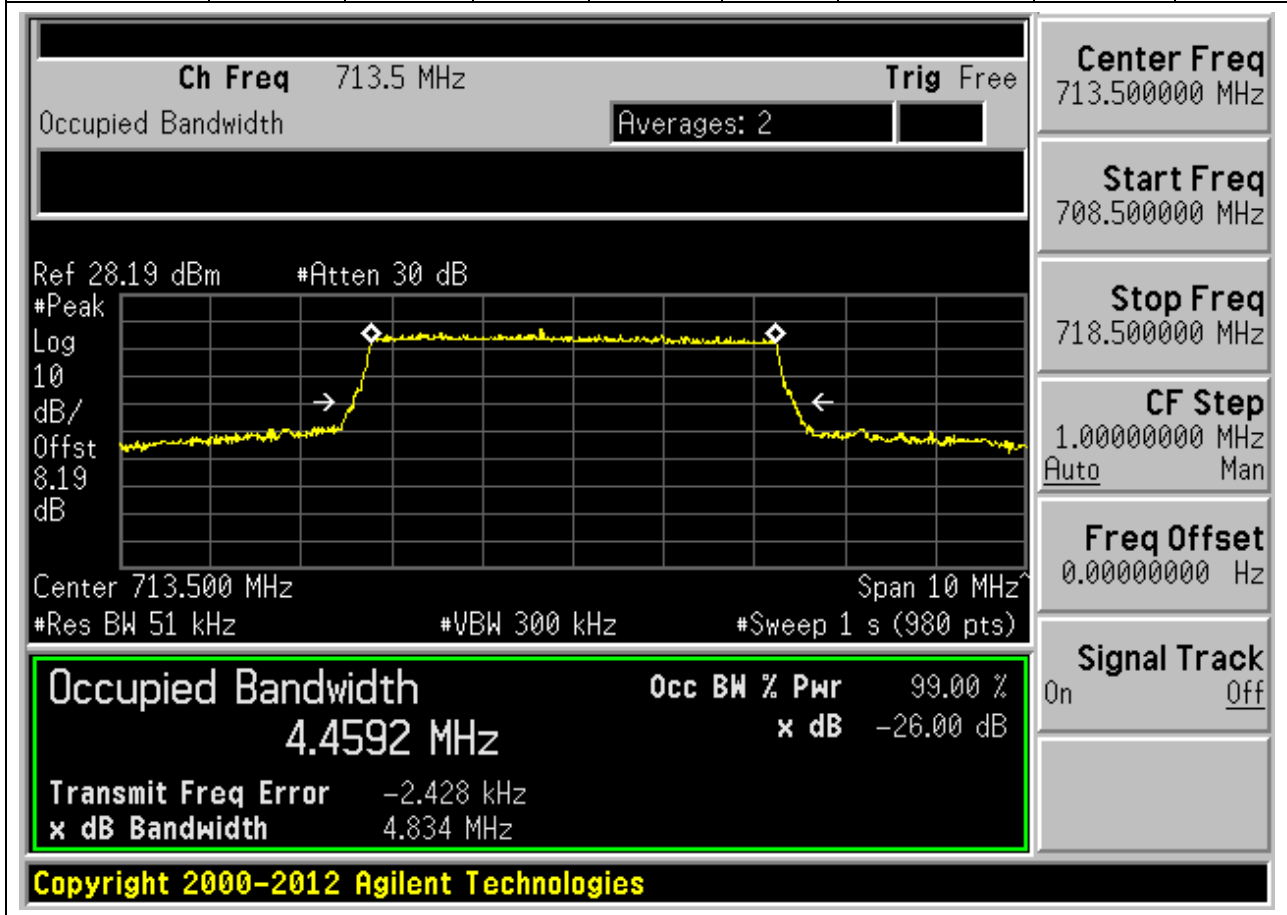 Ch Freq 713.5 MHz Trig Free
Occupied Bandwidth Averages: 2
Ref 28.19 dBm #Atten 30 dB
#Peak
Log
10
dB/
Offst
8.19
dB
Center 713.500 MHz Span 10 MHz^
#Res BW 51 kHz #VBW 300 kHz #Sweep 1 s (980 pts)
Occupied Bandwidth Occ BW % Pwr 99.00 %
4.4592 MHz x dB -26.00 dB
Transmit Freq Error -2.428 kHz
x dB Bandwidth 4.834 MHz
Copyright 2000-2012 Agilent Technologies
Center Freq
713.500000 MHz
Start Freq
708.500000 MHz
Stop Freq
718.500000 MHz
CF Step
1.00000000 MHz
Auto Man
Freq Offset
0.00000000 Hz
Signal Track
On Off